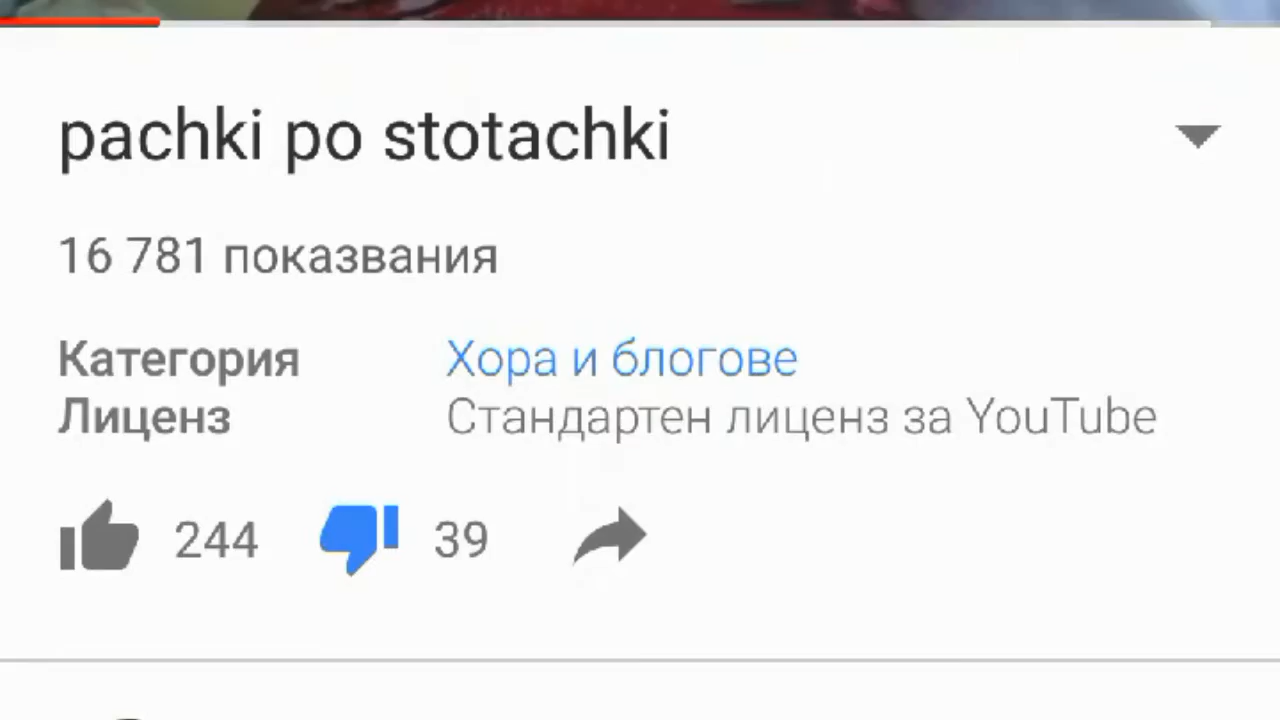 pachki po stotachki
16 781 показвания
Категория Хора и блогове
Лиценз Стандартен лиценз за YouTube
244 39